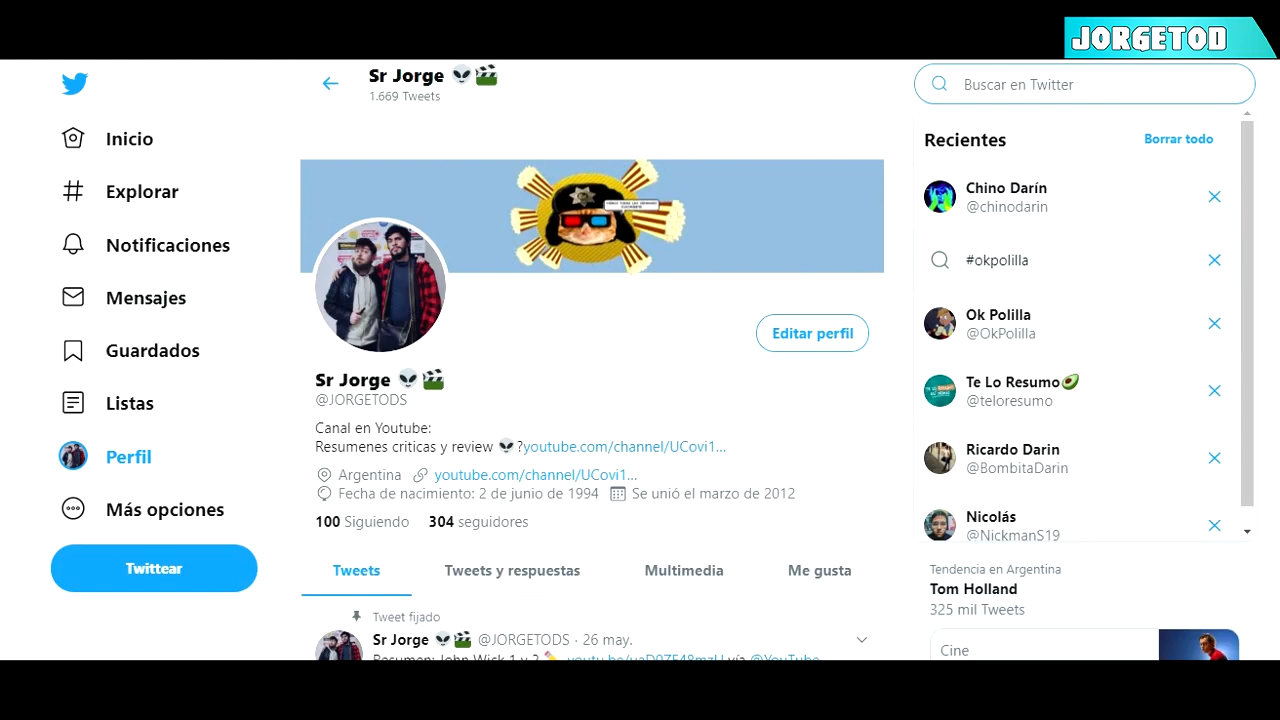 JORGETOD
Sr Jorge 👽🎬
1.669 Tweets
Buscar en Twitter
Inicio
Explorar
Notificaciones
Mensajes
Guardados
Listas
Perfil
Más opciones
Twittear
Editar perfil
Sr Jorge 👽🎬
@JORGETODS
Canal en Youtube:
Resumenes criticas y review 👽?youtube.com/channel/UCovi1...
Argentina youtube.com/channel/UCovi1...
Fecha de nacimiento: 2 de junio de 1994 Se unió el marzo de 2012
100 Siguiendo 304 seguidores
Tweets Tweets y respuestas Multimedia Me gusta
Tweet fijado
Sr Jorge 👽🎬 @JORGETODS · 26 may.
Resumen: John Wick 1 y 2 ✏️ vía @YouTube
Recientes Borrar todo
Chino Darín
@chinodarin
#okpolilla
Ok Polilla
@OkPolilla
Te Lo Resumo🥑
@teloresumo
Ricardo Darin
@BombitaDarin
Nicolás
@NickmanS19
Tendencia en Argentina
Tom Holland
325 mil Tweets
Cine